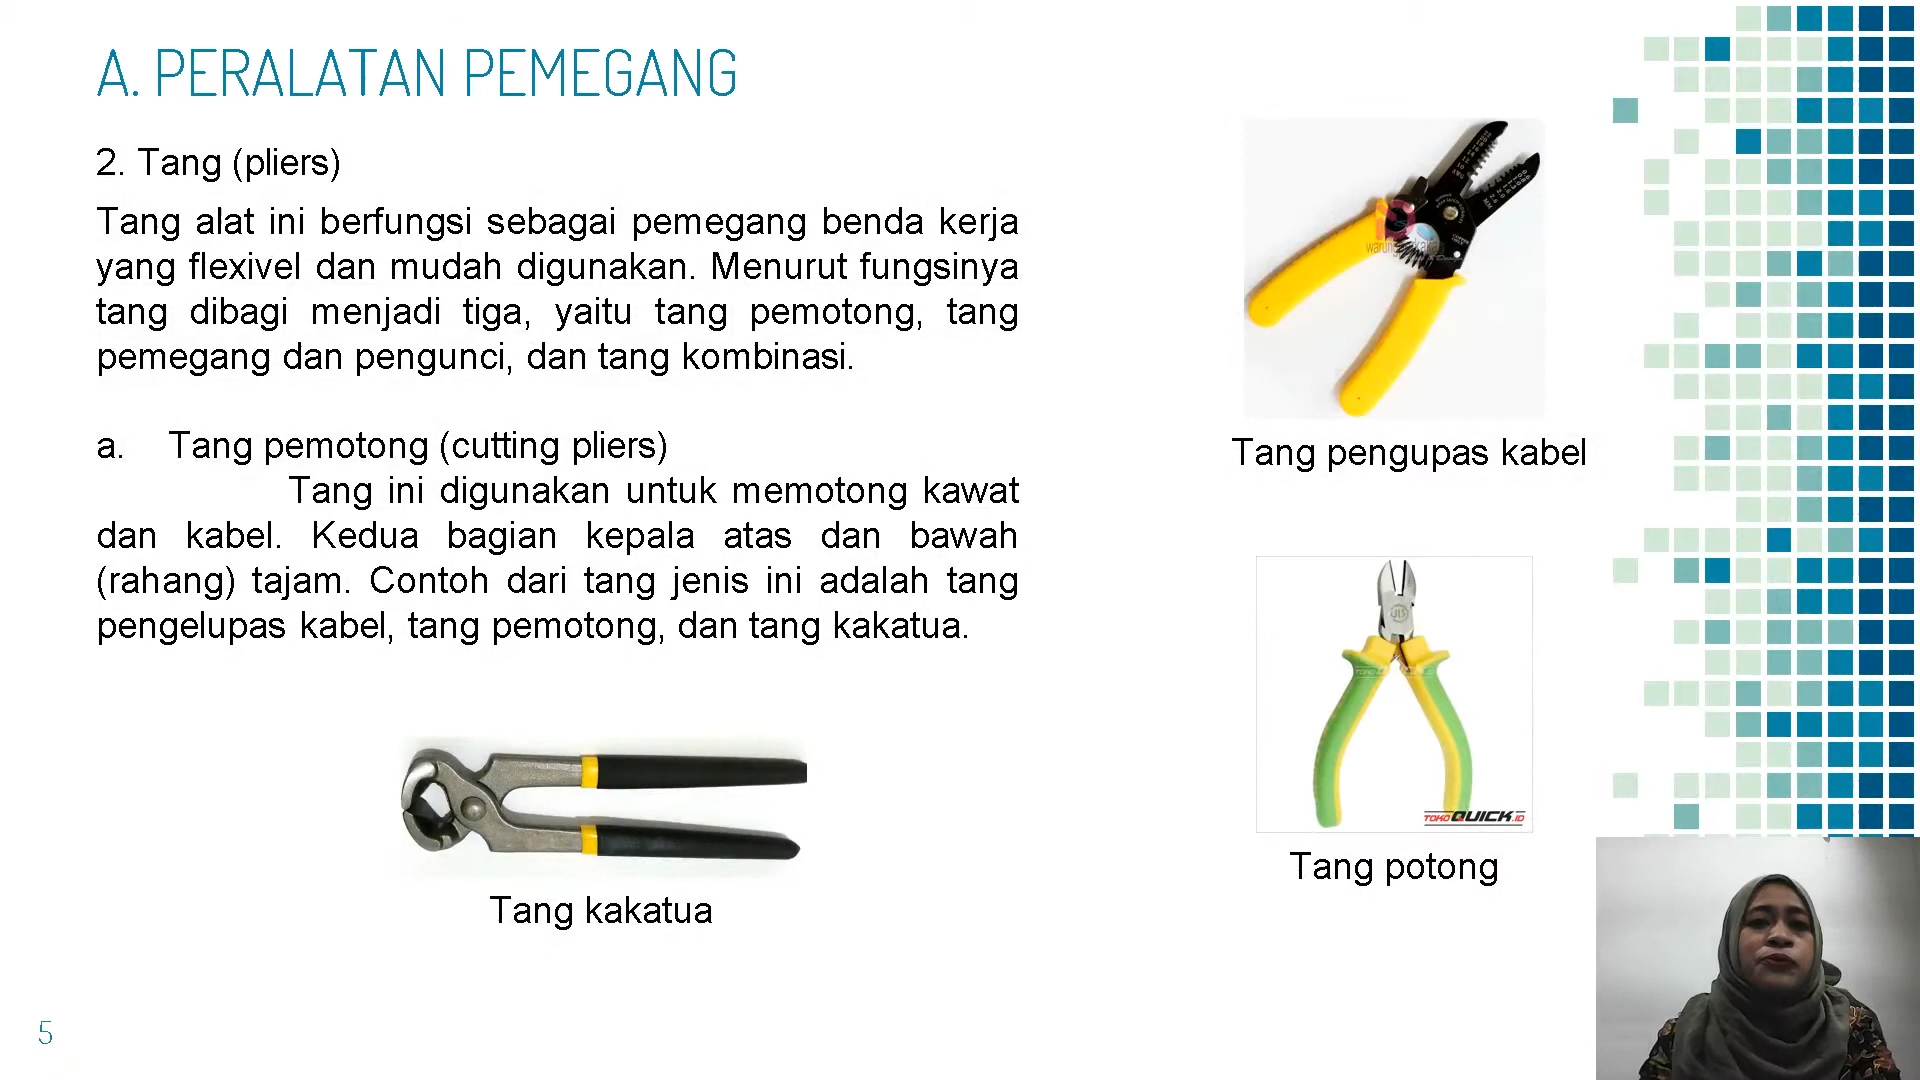 A. PERALATAN PEMEGANG
2. Tang (pliers)
Tang alat ini berfungsi sebagai pemegang benda kerja
yang flexivel dan mudah digunakan. Menurut fungsinya
tang dibagi menjadi tiga, yaitu tang pemotong, tang
pemegang dan pengunci, dan tang kombinasi.
a. Tang pemotong (cutting pliers)
Tang ini digunakan untuk memotong kawat
dan kabel. Kedua bagian kepala atas dan bawah
(rahang) tajam. Contoh dari tang jenis ini adalah tang
pengelupas kabel, tang pemotong, dan tang kakatua.
Tang kakatua
Tang pengupas kabel
JIS
TOKO QUICK.ID
Tang potong
5